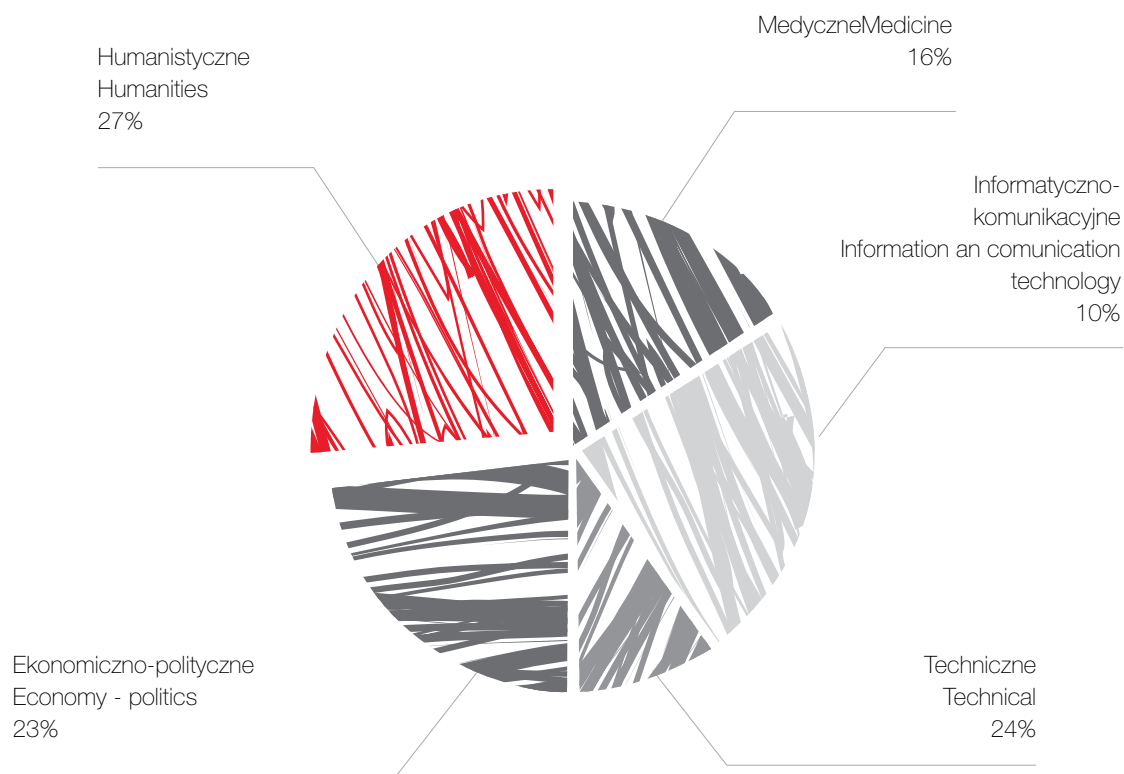 Humanistyczne
Humanities
27%
MedyczneMedicine
16%
Informatyczno-
komunikacyjne
Information an comunication
technology
10%
Ekonomiczno-polityczne
Economy - politics
23%
Techniczne
Technical
24%